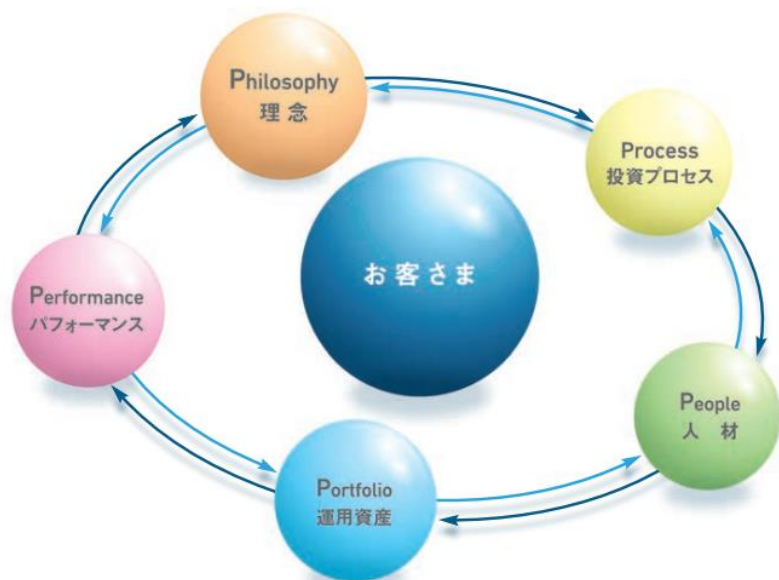 Philosophy
理念
Process
投資プロセス
お客さま
Performance
パフォーマンス
People
人 材
Portfolio
運用資産